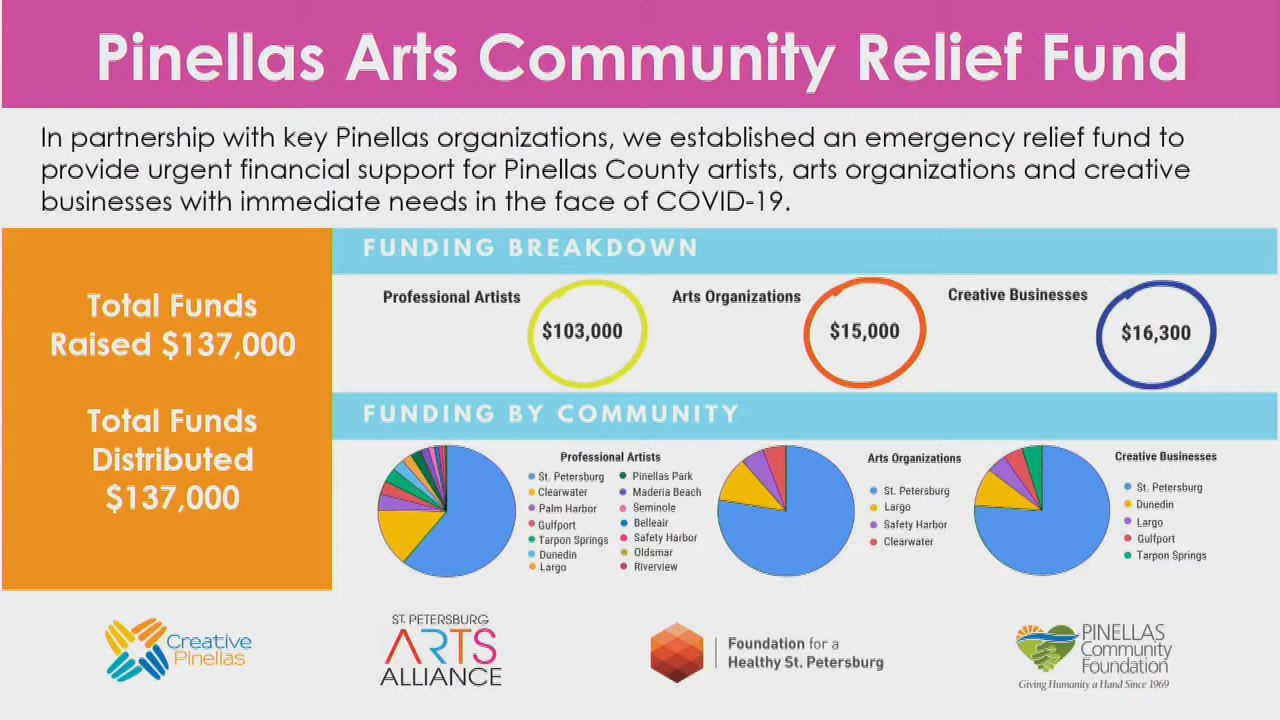 Pinellas Arts Community Relief Fund
In partnership with key Pinellas organizations, we established an emergency relief fund to
provide urgent financial support for Pinellas County artists, arts organizations and creative
businesses with immediate needs in the face of COVID-19.
Total Funds
Raised $137,000
Total Funds
Distributed
$137,000
FUNDING BREAKDOWN
Professional Artists
$103,000
Arts Organizations
$15,000
Creative Businesses
$16,300
FUNDING BY COMMUNITY
Professional Artists
St. Petersburg
Clearwater
Palm Harbor
Gulfport
Tarpon Springs
Dunedin
Largo
Pinellas Park
Maderia Beach
Seminole
Belleair
Safety Harbor
Oldsmar
Riverview
Arts Organizations
St. Petersburg
Largo
Safety Harbor
Clearwater
Creative Businesses
St. Petersburg
Dunedin
Largo
Gulfport
Tarpon Springs
Creative
Pinellas
ST. PETERSBURG
ARTS
ALLIANCE
Foundation for a
Healthy St. Petersburg
PINELLAS
Community
Foundation
Giving Humanity a Hand Since 1969